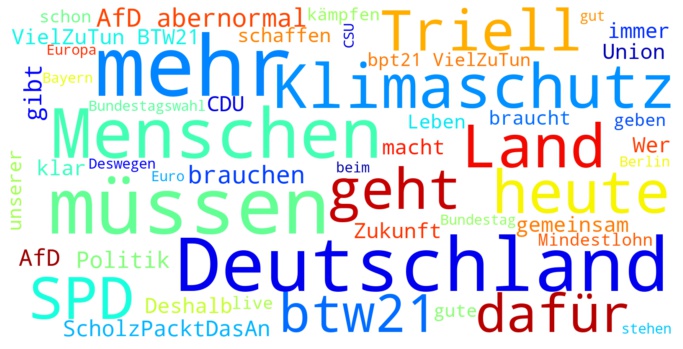 AfD abernormal kämpfen
schon
gut
Triell
immer
VielZuTun BTW21
schaffen
CSU
Europa
Union
mehr
bpt21 VielZuTun
gibt
Bayern
Klimaschutz
Bundestagswahl
CDU
Menschen
Leben
braucht
geben
unserer
klar
Deswegen
macht
Land
Wer
Berlin
Euro
brauchen
beim
geht
heute
müssen
Zukunft
Bundestag
gemeinsam
Mindestlohn
AfD
Politik
Deutschland
SPD
Deshalb
live
btw21
gute
dafür
ScholzPacktDasAn
stehen